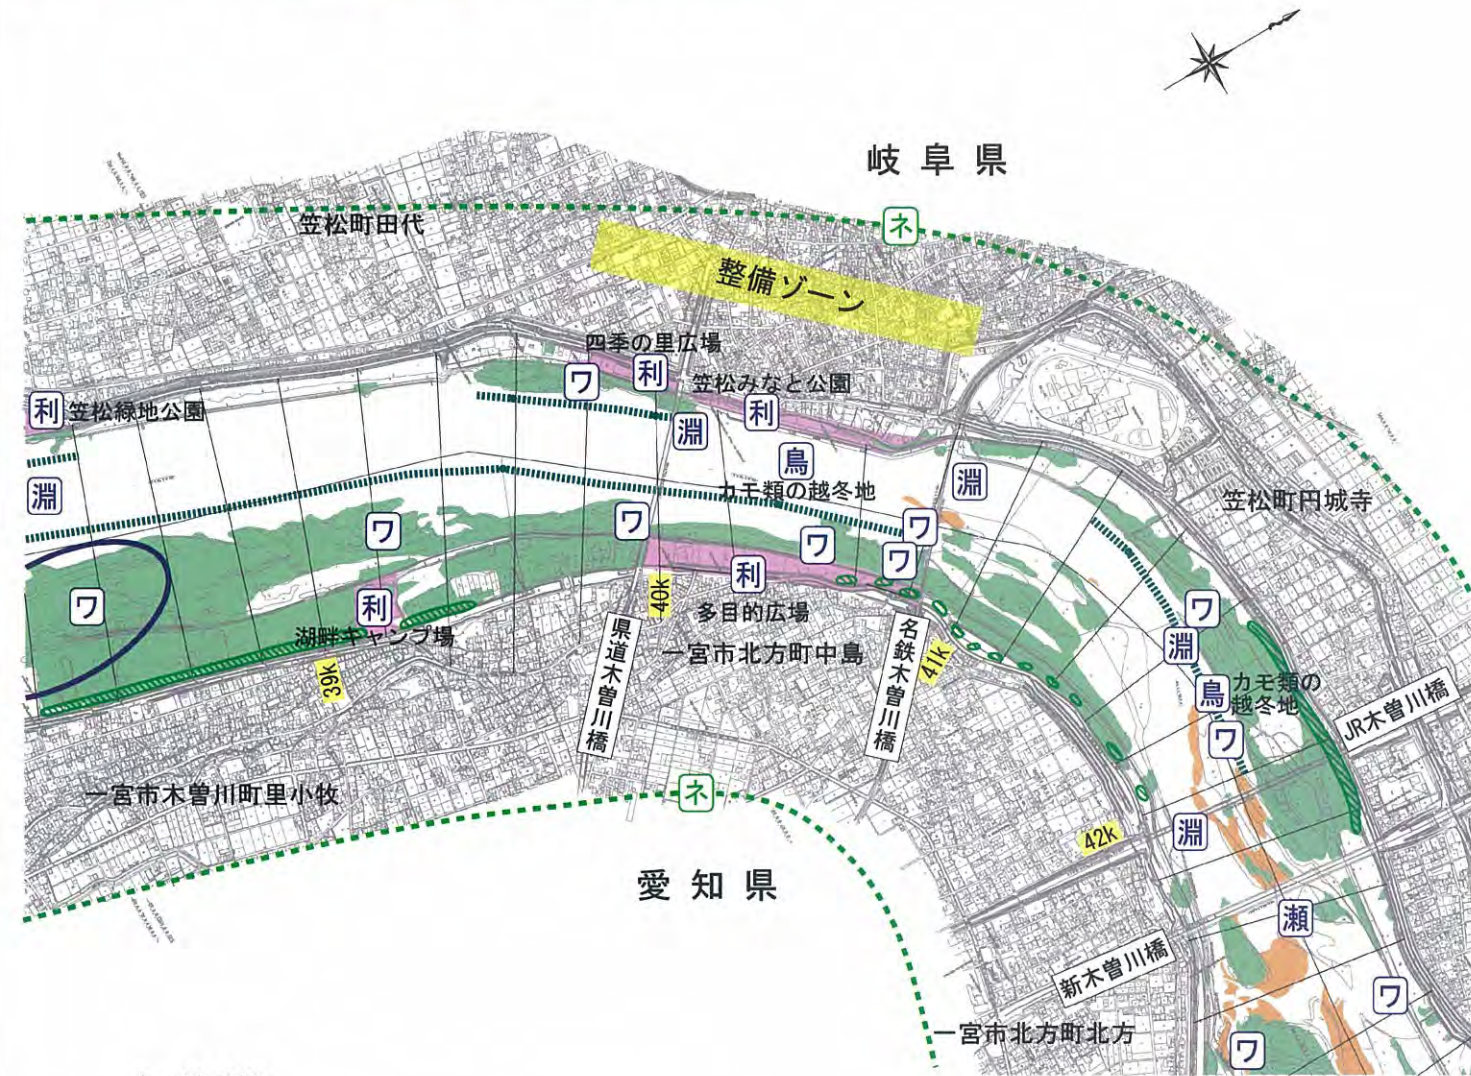 岐阜県
ネ
笠松町田代
整備ゾーン
四季の里広場
ワ
利
笠松みなと公園
利
利
笠松緑地公園
淵
鳥
カモ類の越冬地
淵
淵
笠松町円城寺
ワ
ワ
ワ
ワ
ワ
ワ
利
利
多目的広場
湖畔キャンプ場
39k
40k
41k
県道木曽川橋
一宮市北方町中島
名鉄木曽川橋
ワ
淵
鳥
カモ類の
越冬地
ワ
JR木曽川橋
一宮市木曽川町里小牧
ネ
42k
淵
愛知県
瀬
新木曽川橋
ワ
一宮市北方町北方
ワ